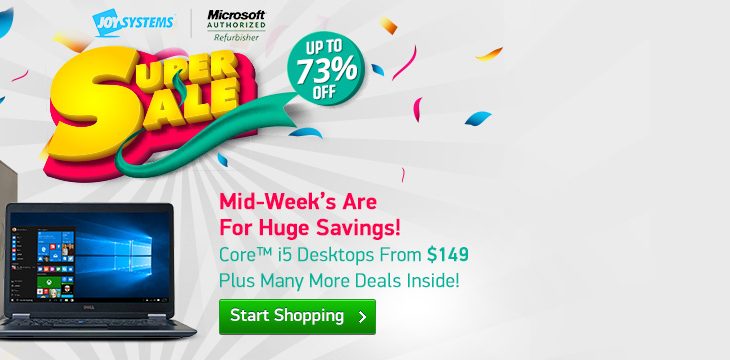 JOY SYSTEMS
Microsoft
AUTHORIZED
Refurbisher
SUPER
SALE
UP TO
73%
OFF
Mid-Week's Are
For Huge Savings!
Core™ i5 Desktops From $149
Plus Many More Deals Inside!
Start Shopping >
DELL